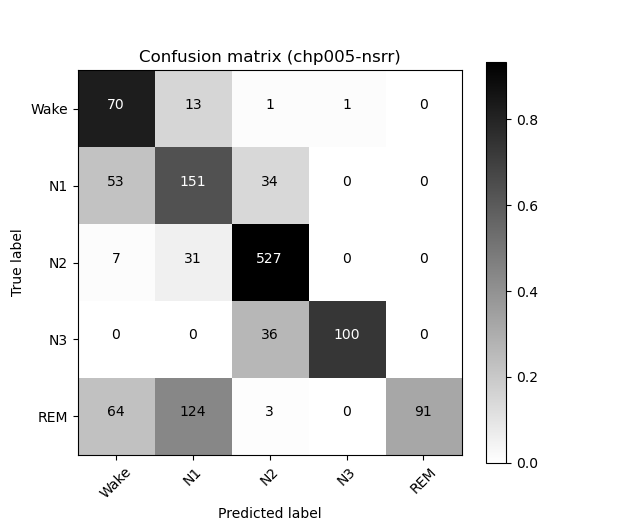 Confusion matrix (chp005-nsrr)
Wake 70 13 1 1 0
N1 53 151 34 0 0
N2 7 31 527 0 0
N3 0 0 36 100 0
REM 64 124 3 0 91
Wake N1 N2 N3 REM
True label
Predicted label
0.8
0.6
0.4
0.2
0.0